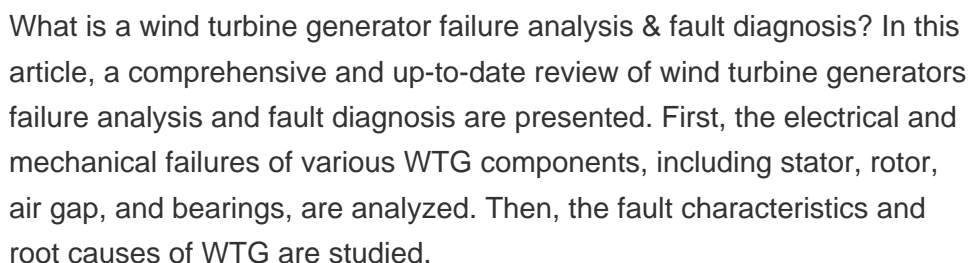 What is a wind turbine generator failure analysis & fault diagnosis? In this
article, a comprehensive and up-to-date review of wind turbine generators
failure analysis and fault diagnosis are presented. First, the electrical and
mechanical failures of various WTG components, including stator, rotor,
air gap, and bearings, are analyzed. Then, the fault characteristics and
root causes of WTG are studied.